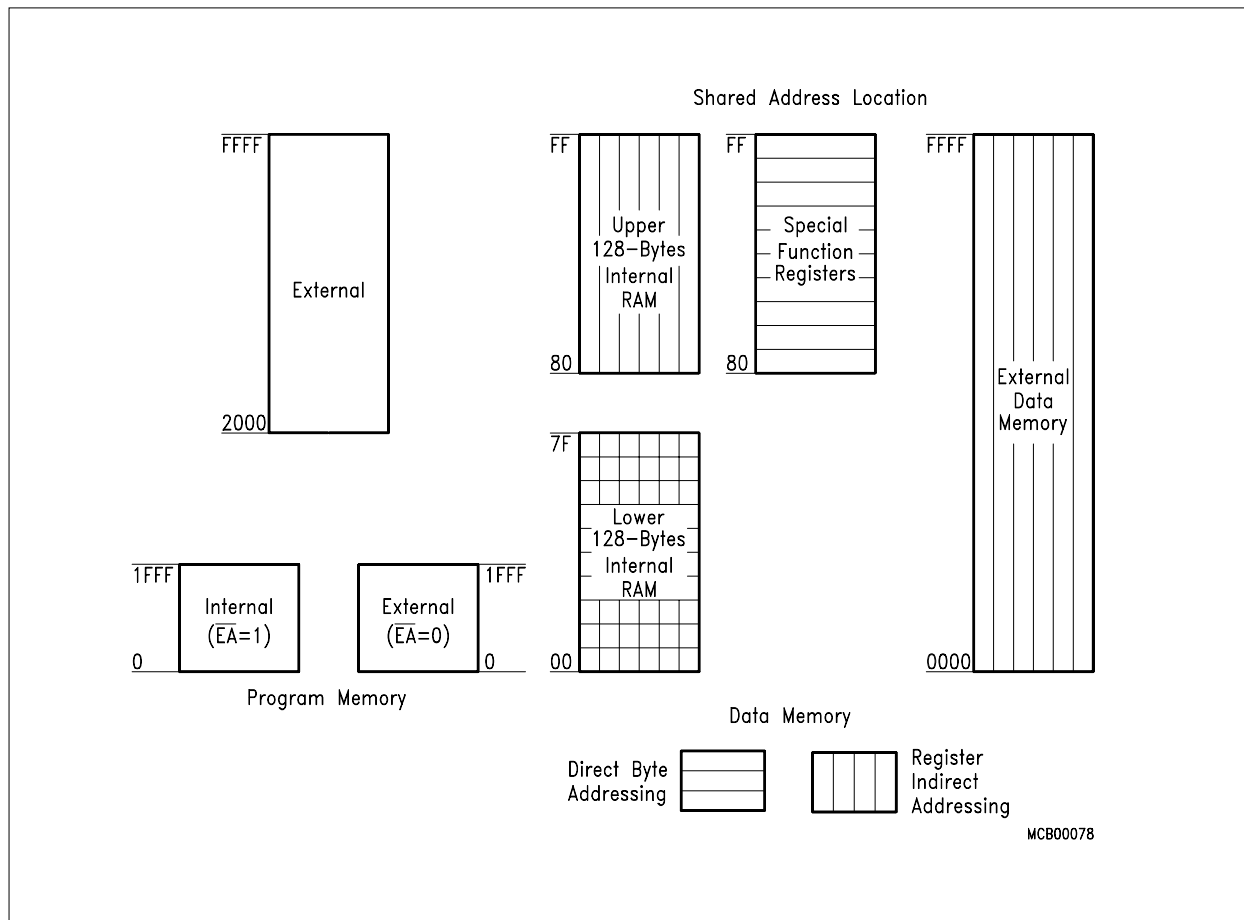 Shared Address Location
FFFF
External
2000
1FFF
Internal
(E̅A̅=1)
0
External
(E̅A̅=0)
1FFF
0
Program Memory
FF
Upper
128–Bytes
Internal
RAM
80
FF
Special
Function
Registers
80
7F
Lower
128–Bytes
Internal
RAM
00
FFFF
External
Data
Memory
0000
Data Memory
Direct Byte
Addressing
Register
Indirect
Addressing
MCB00078